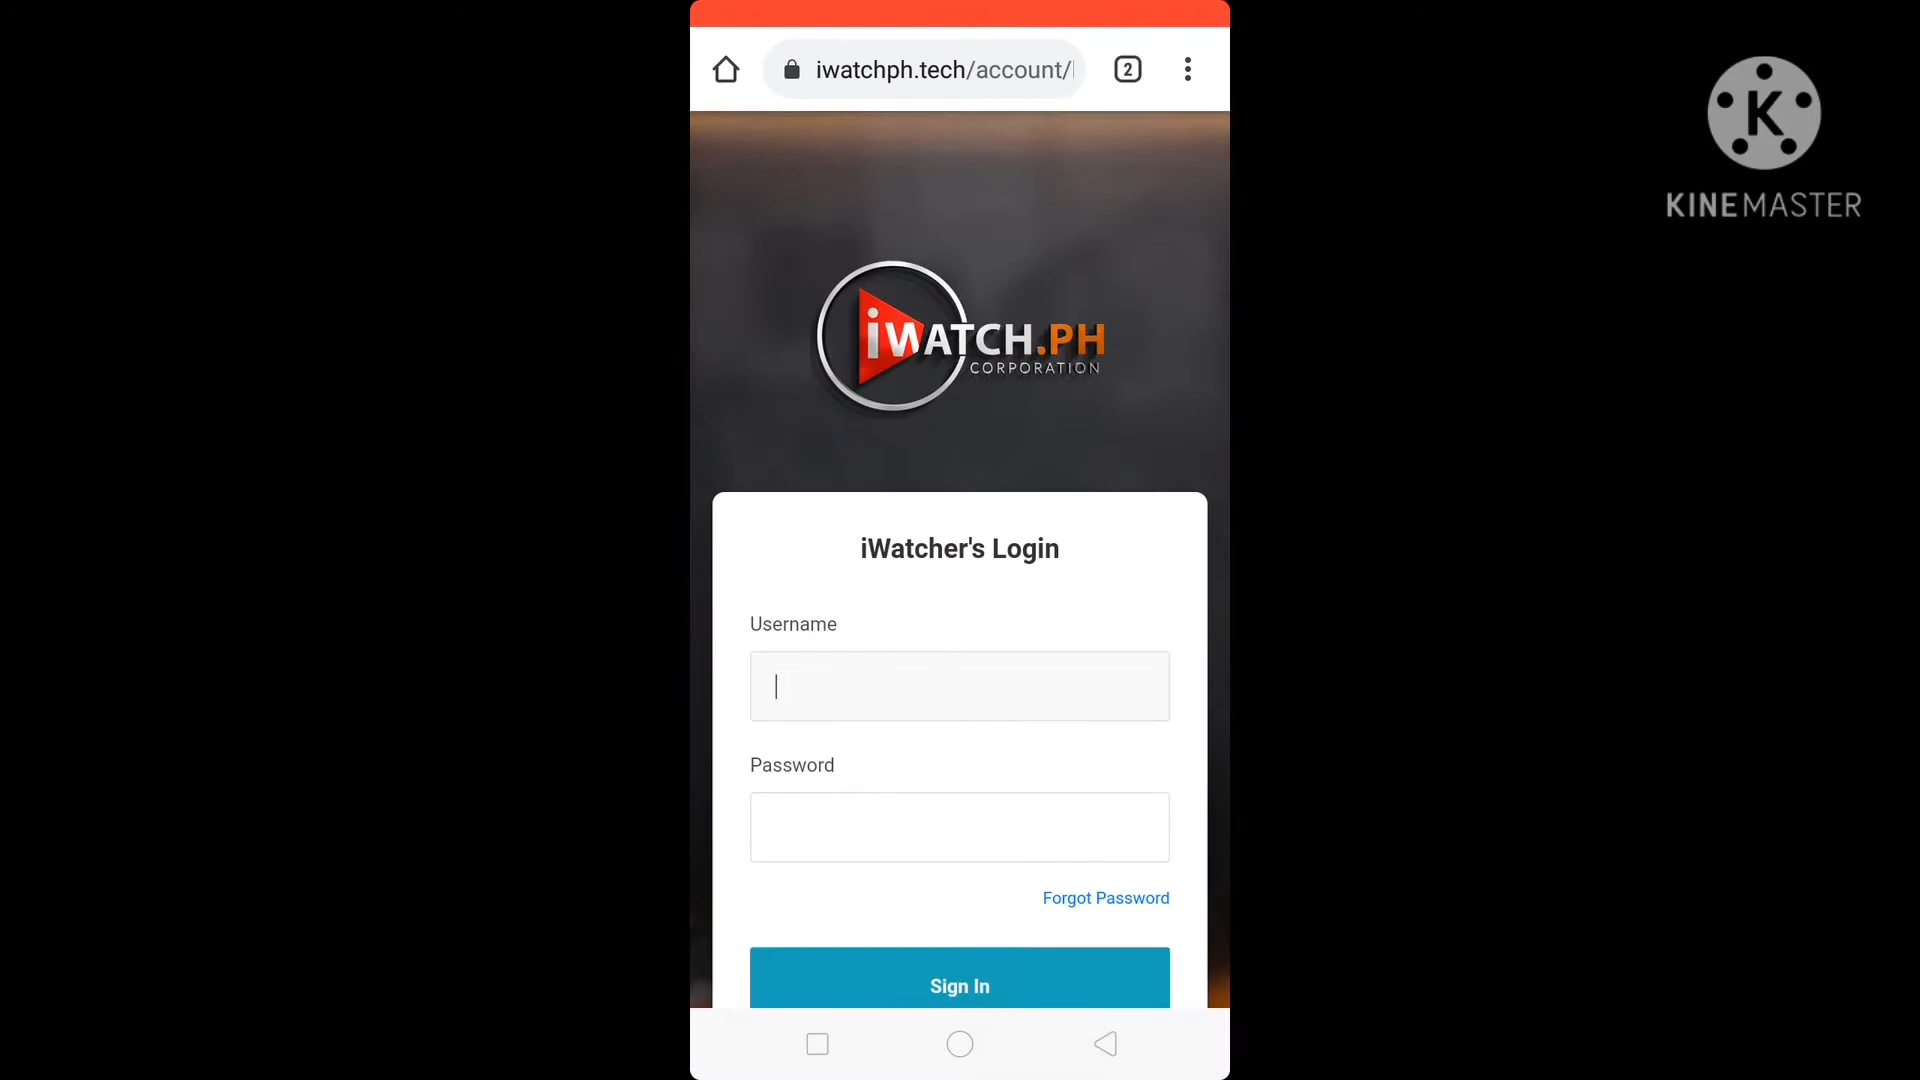 iwatchph.tech/account/
2
K
KINEMASTER
iWATCH.PH
CORPORATION
iWatcher's Login
Username
Password
Forgot Password
Sign In